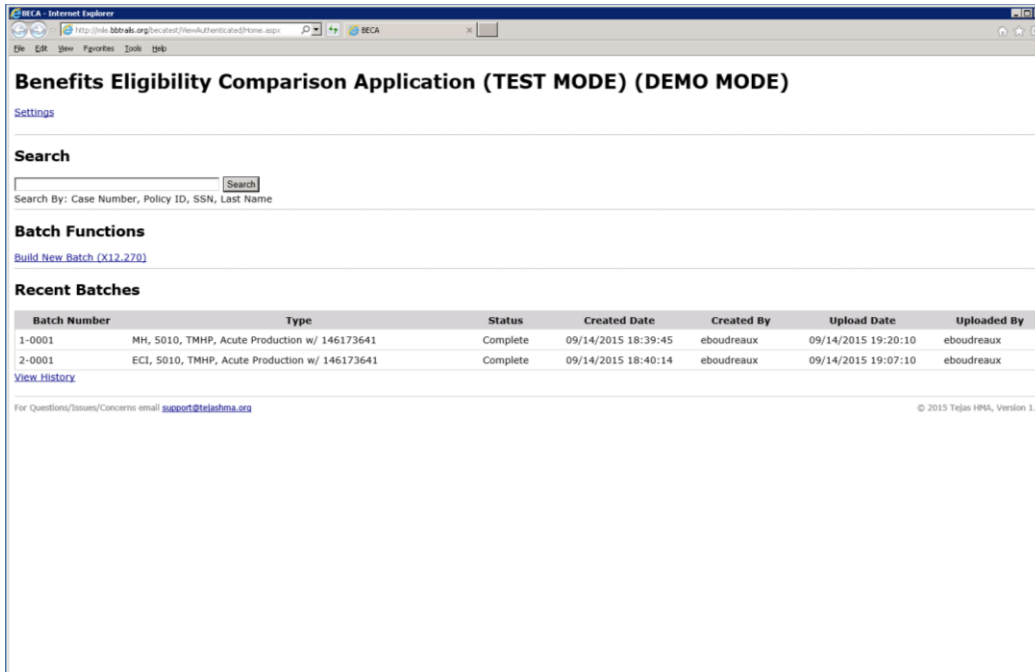 BECA - Internet Explorer
http://mle.bbtrails.org/becatest/ViewAuthenticated/Home.aspx BECA
File Edit View Favorites Tools Help
Benefits Eligibility Comparison Application (TEST MODE) (DEMO MODE)
Settings
Search
Search
Search By: Case Number, Policy ID, SSN, Last Name
Batch Functions
Build New Batch (X12.270)
Recent Batches
Batch Number Type Status Created Date Created By Upload Date Uploaded By
1-0001 MH, 5010, TMHP, Acute Production w/ 146173641 Complete 09/14/2015 18:39:45 eboudreaux 09/14/2015 19:20:10 eboudreaux
2-0001 ECI, 5010, TMHP, Acute Production w/ 146173641 Complete 09/14/2015 18:40:14 eboudreaux 09/14/2015 19:07:10 eboudreaux
View History
For Questions/Issues/Concerns email support@tejashma.org © 2015 Tejas HMA, Version 1.